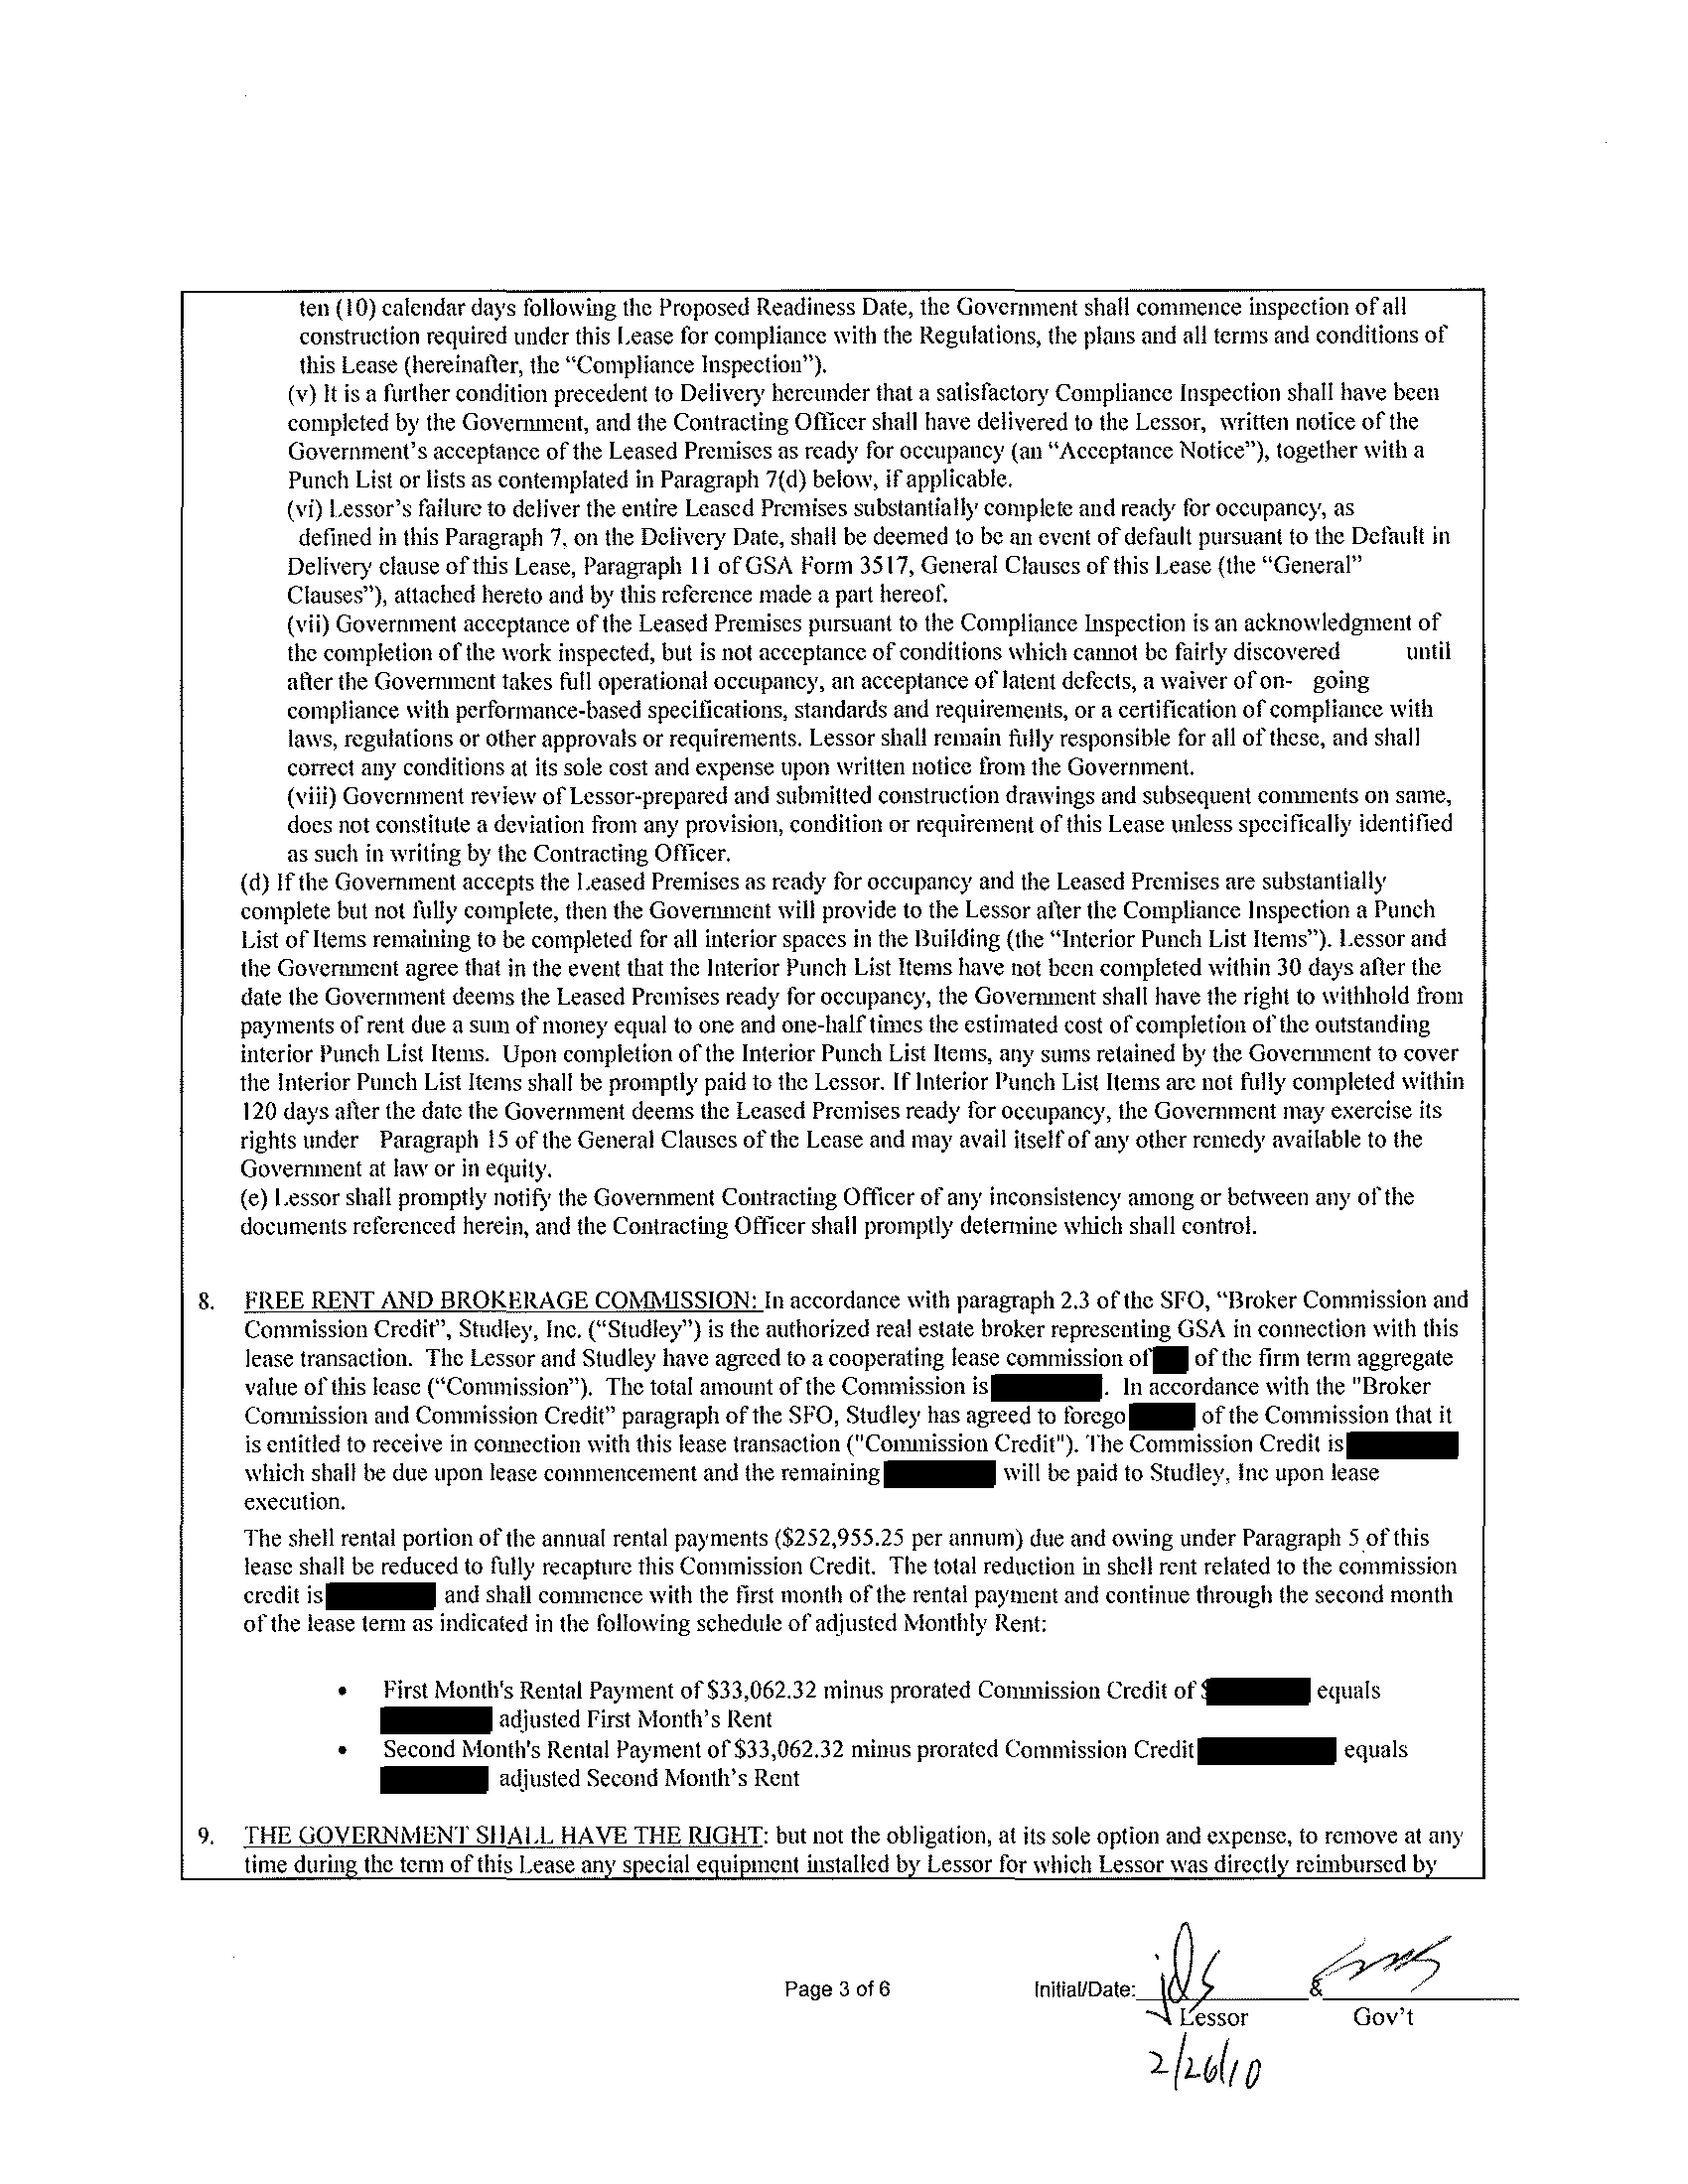 ten (10) calendar days following the Proposed Readiness Date, the Government shall commence inspection of all
construction required under this Lease for compliance with the Regulations, the plans and all terms and conditions of
this Lease (hereinafter, the “Compliance Inspection”).
(v) It is a further condition precedent to Delivery hereunder that a satisfactory Compliance Inspection shall have been
completed by the Government, and the Contracting Officer shall have delivered to the Lessor, written notice of the
Government’s acceptance of the Leased Premises as ready for occupancy (an “Acceptance Notice”), together with a
Punch List or lists as contemplated in Paragraph 7(d) below, if applicable.
(vi) Lessor’s failure to deliver the entire Leased Premises substantially complete and ready for occupancy, as
defined in this Paragraph 7, on the Delivery Date, shall be deemed to be an event of default pursuant to the Default in
Delivery clause of this Lease, Paragraph 11 of GSA Form 3517, General Clauses of this Lease (the “General”
Clauses”), attached hereto and by this reference made a part hereof.
(vii) Government acceptance of the Leased Premises pursuant to the Compliance Inspection is an acknowledgment of
the completion of the work inspected, but is not acceptance of conditions which cannot be fairly discovered until
after the Government takes full operational occupancy, an acceptance of latent defects, a waiver of on- going
compliance with performance-based specifications, standards and requirements, or a certification of compliance with
laws, regulations or other approvals or requirements. Lessor shall remain fully responsible for all of these, and shall
correct any conditions at its sole cost and expense upon written notice from the Government.
(viii) Government review of Lessor-prepared and submitted construction drawings and subsequent comments on same,
does not constitute a deviation from any provision, condition or requirement of this Lease unless specifically identified
as such in writing by the Contracting Officer.
(d) If the Government accepts the Leased Premises as ready for occupancy and the Leased Premises are substantially
complete but not fully complete, then the Government will provide to the Lessor after the Compliance Inspection a Punch
List of Items remaining to be completed for all interior spaces in the Building (the “Interior Punch List Items”). Lessor and
the Government agree that in the event that the Interior Punch List Items have not been completed within 30 days after the
date the Government deems the Leased Premises ready for occupancy, the Government shall have the right to withhold from
payments of rent due a sum of money equal to one and one-half times the estimated cost of completion of the outstanding
interior Punch List Items. Upon completion of the Interior Punch List Items, any sums retained by the Government to cover
the Interior Punch List Items shall be promptly paid to the Lessor. If Interior Punch List Items are not fully completed within
120 days after the date the Government deems the Leased Premises ready for occupancy, the Government may exercise its
rights under Paragraph 15 of the General Clauses of the Lease and may avail itself of any other remedy available to the
Government at law or in equity.
(e) Lessor shall promptly notify the Government Contracting Officer of any inconsistency among or between any of the
documents referenced herein, and the Contracting Officer shall promptly determine which shall control.
8. FREE RENT AND BROKERAGE COMMISSION: In accordance with paragraph 2.3 of the SFO, “Broker Commission and
Commission Credit”, Studley, Inc. (“Studley”) is the authorized real estate broker representing GSA in connection with this
lease transaction. The Lessor and Studley have agreed to a cooperating lease commission of of the firm term aggregate
value of this lease (“Commission”). The total amount of the Commission is . In accordance with the "Broker
Commission and Commission Credit” paragraph of the SFO, Studley has agreed to forego of the Commission that it
is entitled to receive in connection with this lease transaction ("Commission Credit"). The Commission Credit is
which shall be due upon lease commencement and the remaining will be paid to Studley, Inc upon lease
execution.
The shell rental portion of the annual rental payments ($252,955.25 per annum) due and owing under Paragraph 5 of this
lease shall be reduced to fully recapture this Commission Credit. The total reduction in shell rent related to the commission
credit is and shall commence with the first month of the rental payment and continue through the second month
of the lease term as indicated in the following schedule of adjusted Monthly Rent:
• First Month's Rental Payment of $33,062.32 minus prorated Commission Credit of $ equals
adjusted First Month’s Rent
• Second Month's Rental Payment of $33,062.32 minus prorated Commission Credit equals
adjusted Second Month’s Rent
9. THE GOVERNMENT SHALL HAVE THE RIGHT: but not the obligation, at its sole option and expense, to remove at any
time during the term of this Lease any special equipment installed by Lessor for which Lessor was directly reimbursed by
Page 3 of 6 Initial/Date: jds &
Lessor Gov’t
2/26/10